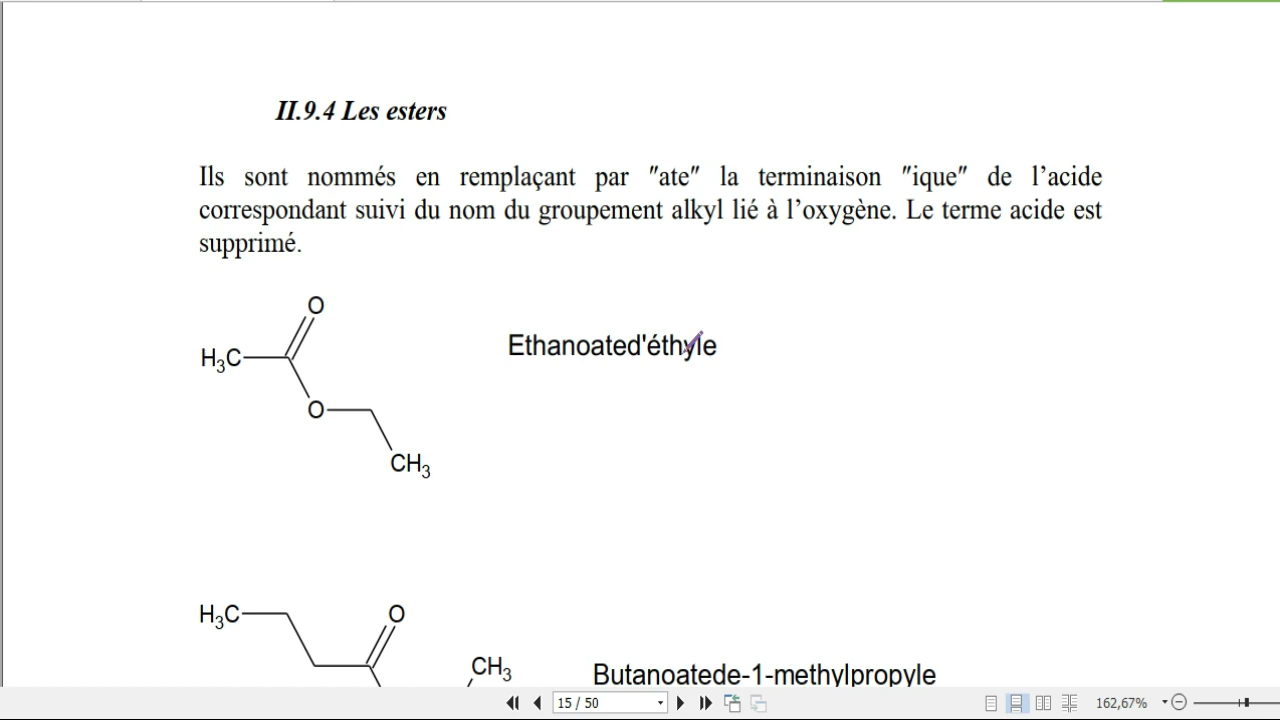 II.9.4 Les esters
Ils sont nommés en remplaçant par "ate" la terminaison "ique" de l’acide
correspondant suivi du nom du groupement alkyl lié à l’oxygène. Le terme acide est
supprimé.
O
Ethanoated'éthyle
H3C
O
CH3
H3C
O
CH3
Butanoatede-1-methylpropyle
15 / 50
162,67%